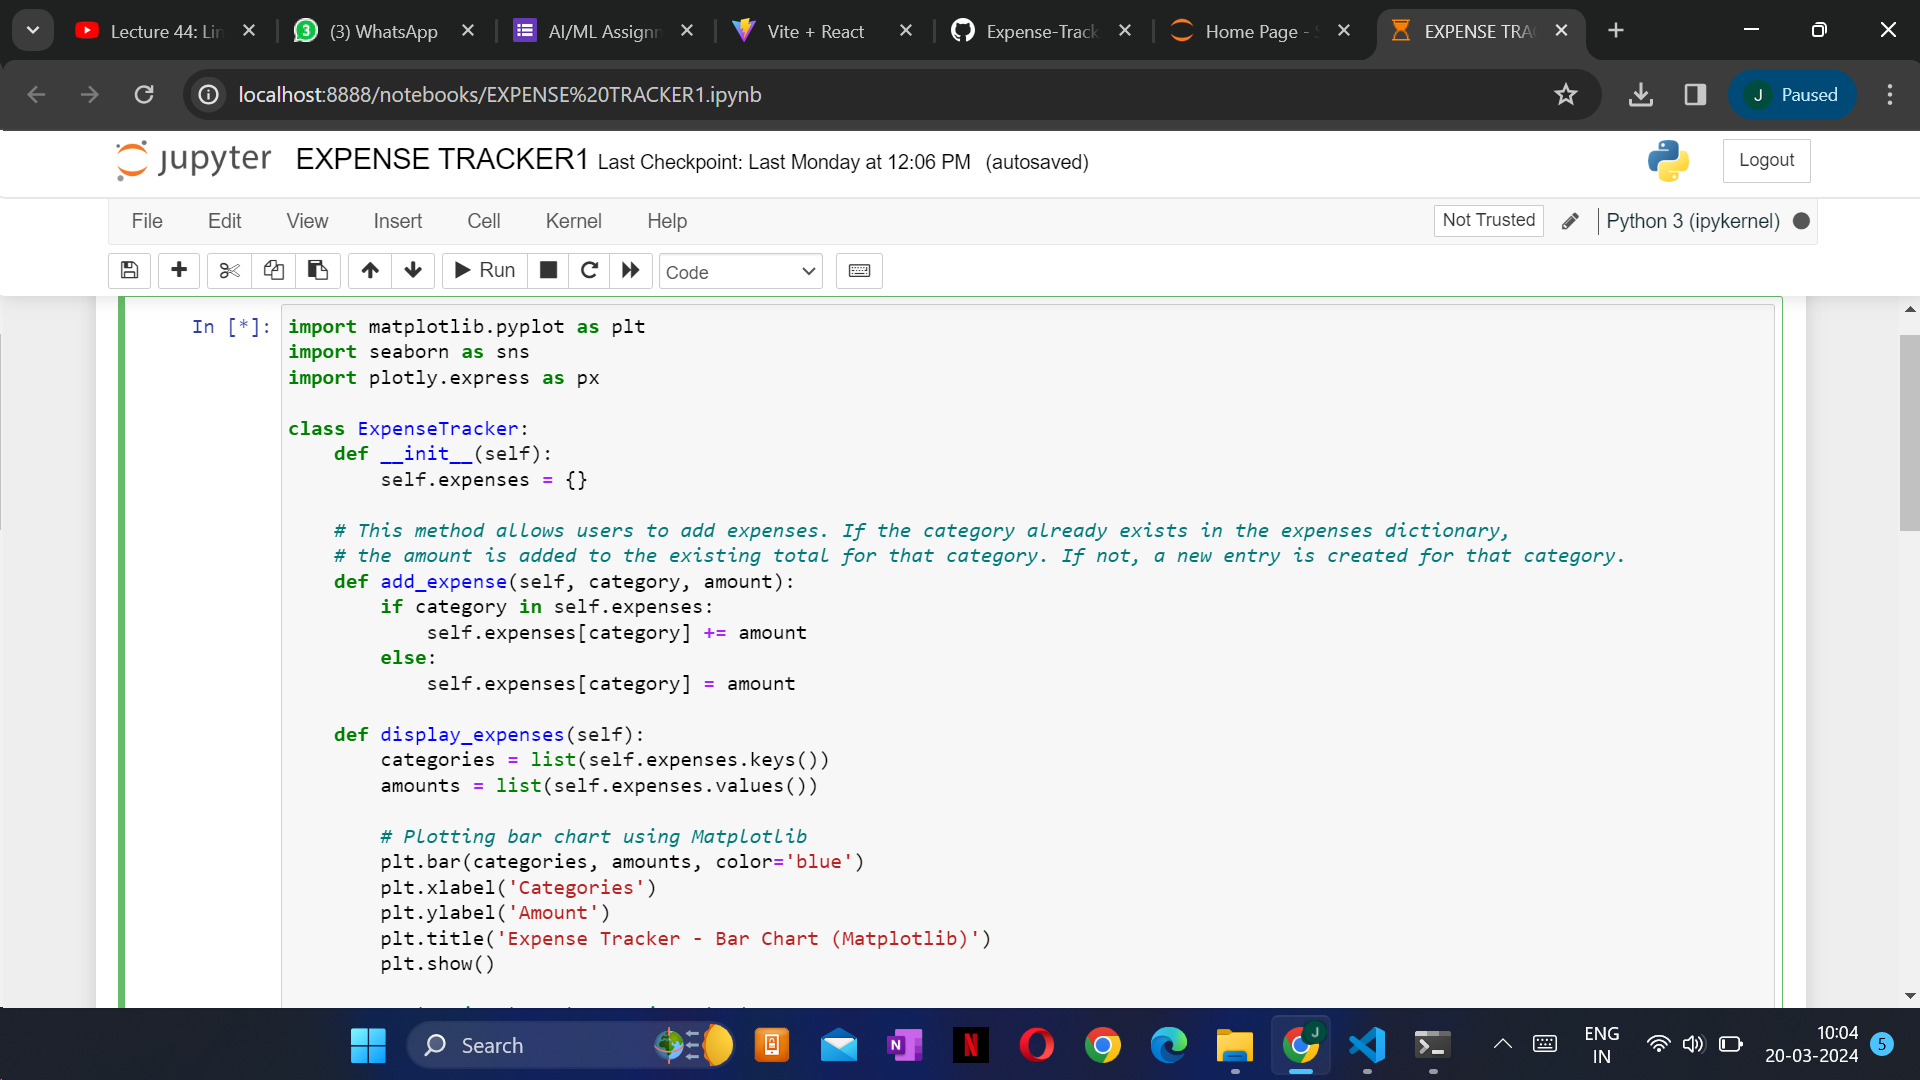 Lecture 44: Lin
(3) WhatsApp
AI/ML Assignm
Vite + React
Expense-Track
Home Page - S
EXPENSE TRA
localhost:8888/notebooks/EXPENSE%20TRACKER1.ipynb
J Paused
jupyter EXPENSE TRACKER1 Last Checkpoint: Last Monday at 12:06 PM (autosaved)
Logout
File Edit View Insert Cell Kernel Help
Not Trusted
Python 3 (ipykernel)
Run
Code
In [*]:
import matplotlib.pyplot as plt
import seaborn as sns
import plotly.express as px
class ExpenseTracker:
    def __init__(self):
        self.expenses = {}
    # This method allows users to add expenses. If the category already exists in the expenses dictionary,
    # the amount is added to the existing total for that category. If not, a new entry is created for that category.
    def add_expense(self, category, amount):
        if category in self.expenses:
            self.expenses[category] += amount
        else:
            self.expenses[category] = amount
    def display_expenses(self):
        categories = list(self.expenses.keys())
        amounts = list(self.expenses.values())
        # Plotting bar chart using Matplotlib
        plt.bar(categories, amounts, color='blue')
        plt.xlabel('Categories')
        plt.ylabel('Amount')
        plt.title('Expense Tracker - Bar Chart (Matplotlib)')
        plt.show()
Search
N
N
J
ENG
IN
10:04
20-03-2024
5